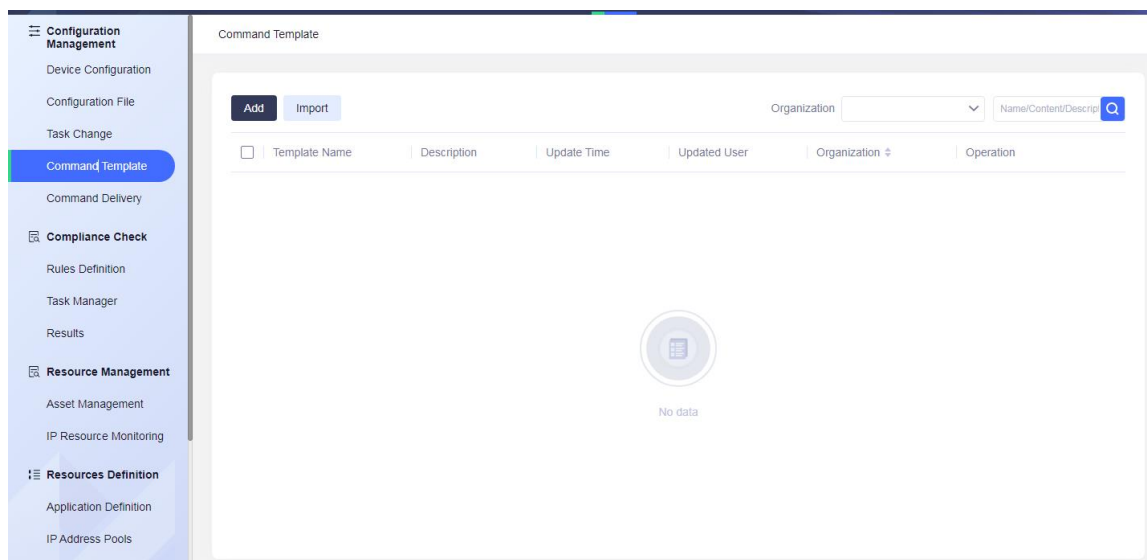 Configuration
Management
Device Configuration
Configuration File
Task Change
Command Template
Command Delivery
Compliance Check
Rules Definition
Task Manager
Results
Resource Management
Asset Management
IP Resource Monitoring
Resources Definition
Application Definition
IP Address Pools
Command Template
Add Import Organization Name/Content/Descrip
Template Name Description Update Time Updated User Organization Operation
No data